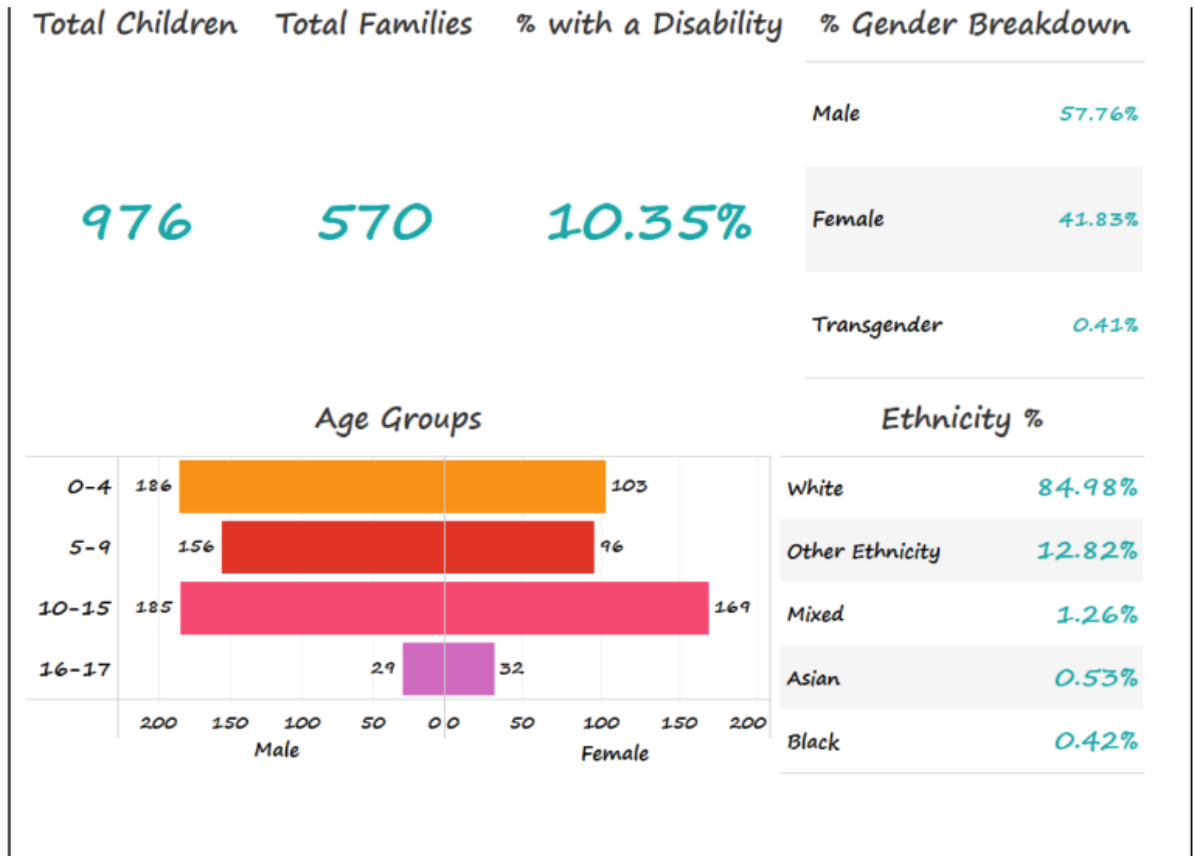 Total Children Total Families % with a Disability % Gender Breakdown
976 570 10.35%
Male 57.76%
Female 41.83%
Transgender 0.41%
Age Groups
0-4 186 103
5-9 156 96
10-15 185 169
16-17 29 32
200 150 100 50 0 0 50 100 150 200
Male Female
Ethnicity %
White 84.98%
Other Ethnicity 12.82%
Mixed 1.26%
Asian 0.53%
Black 0.42%